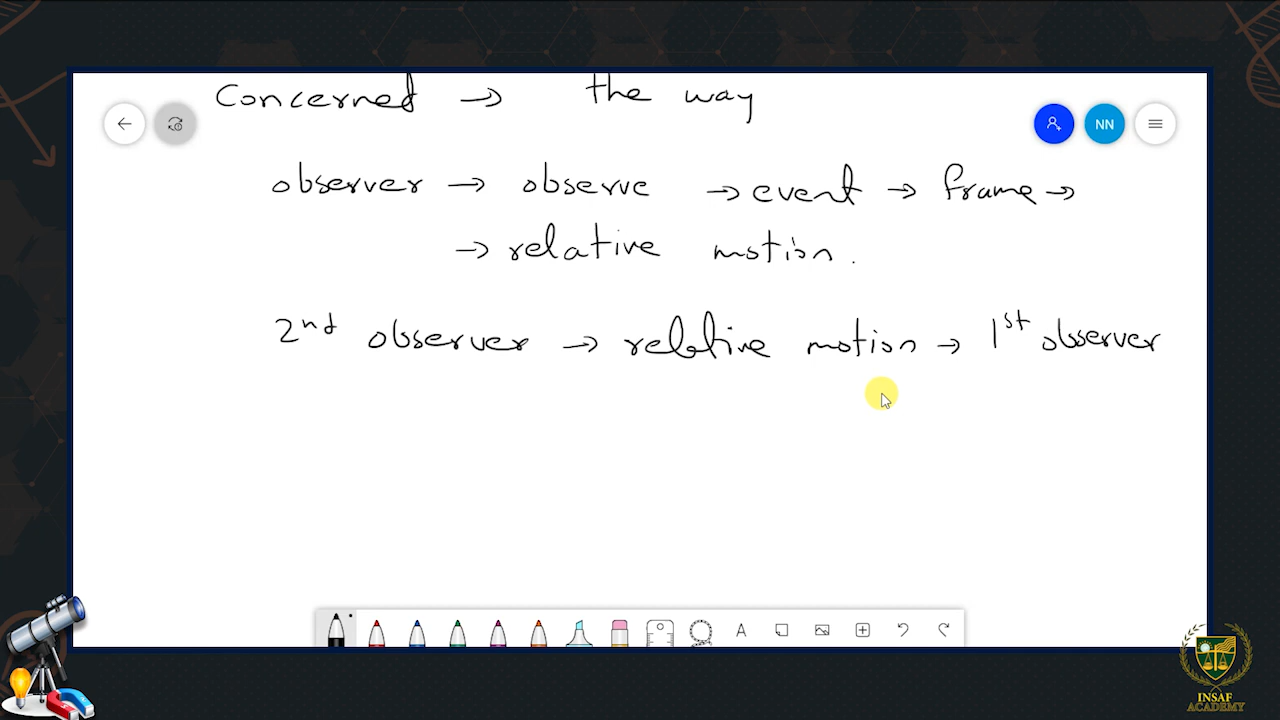 Concerned → the way
NN
observer → observe → event → frame →
→ relative motion.
2nd observer → relative motion → 1st observer
A
INSAF
ACADEMY